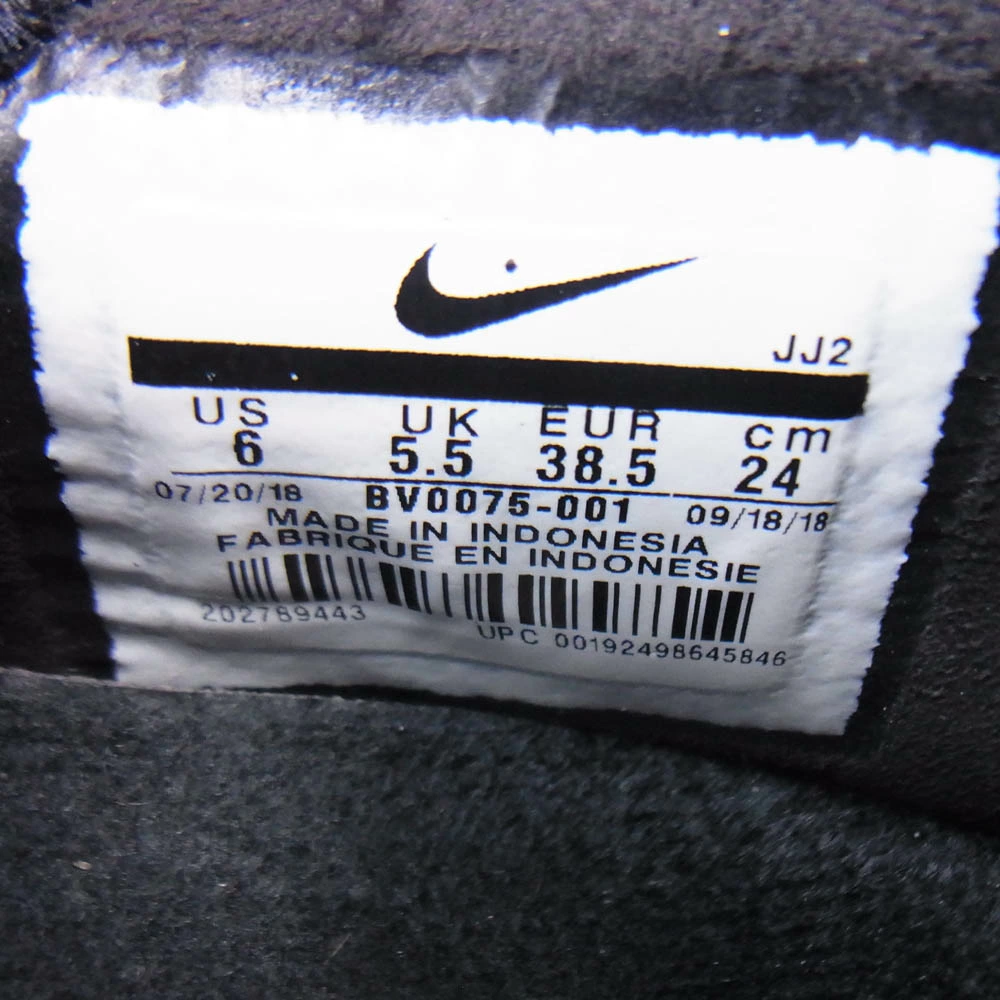 JJ2
US UK EUR cm
6 5.5 38.5 24
07/20/18 BV0075-001 09/18/18
MADE IN INDONESIA
FABRIQUE EN INDONESIE
202789443
UPC 00192498645846